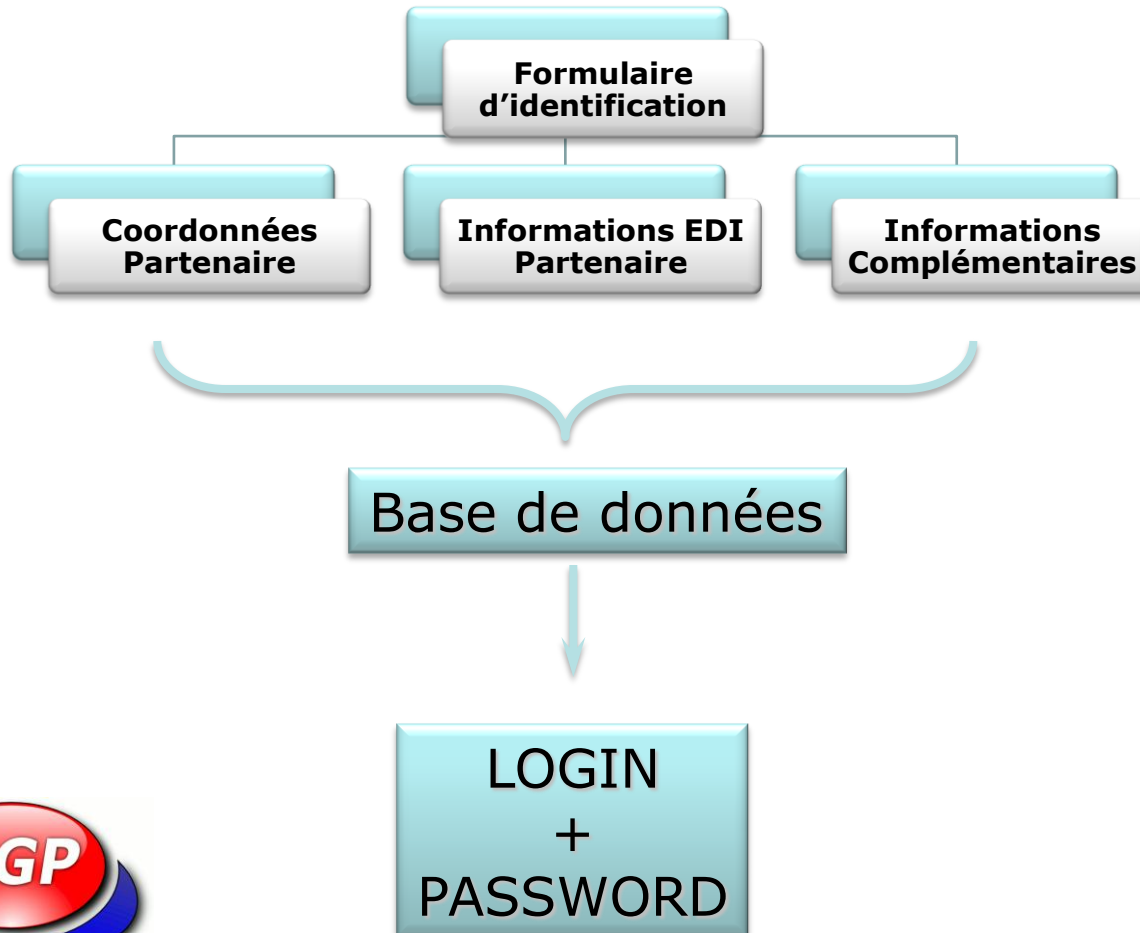 Formulaire
d'identification
Coordonnées
Partenaire
Informations EDI
Partenaire
Informations
Complémentaires
Base de données
LOGIN
+
PASSWORD
GP